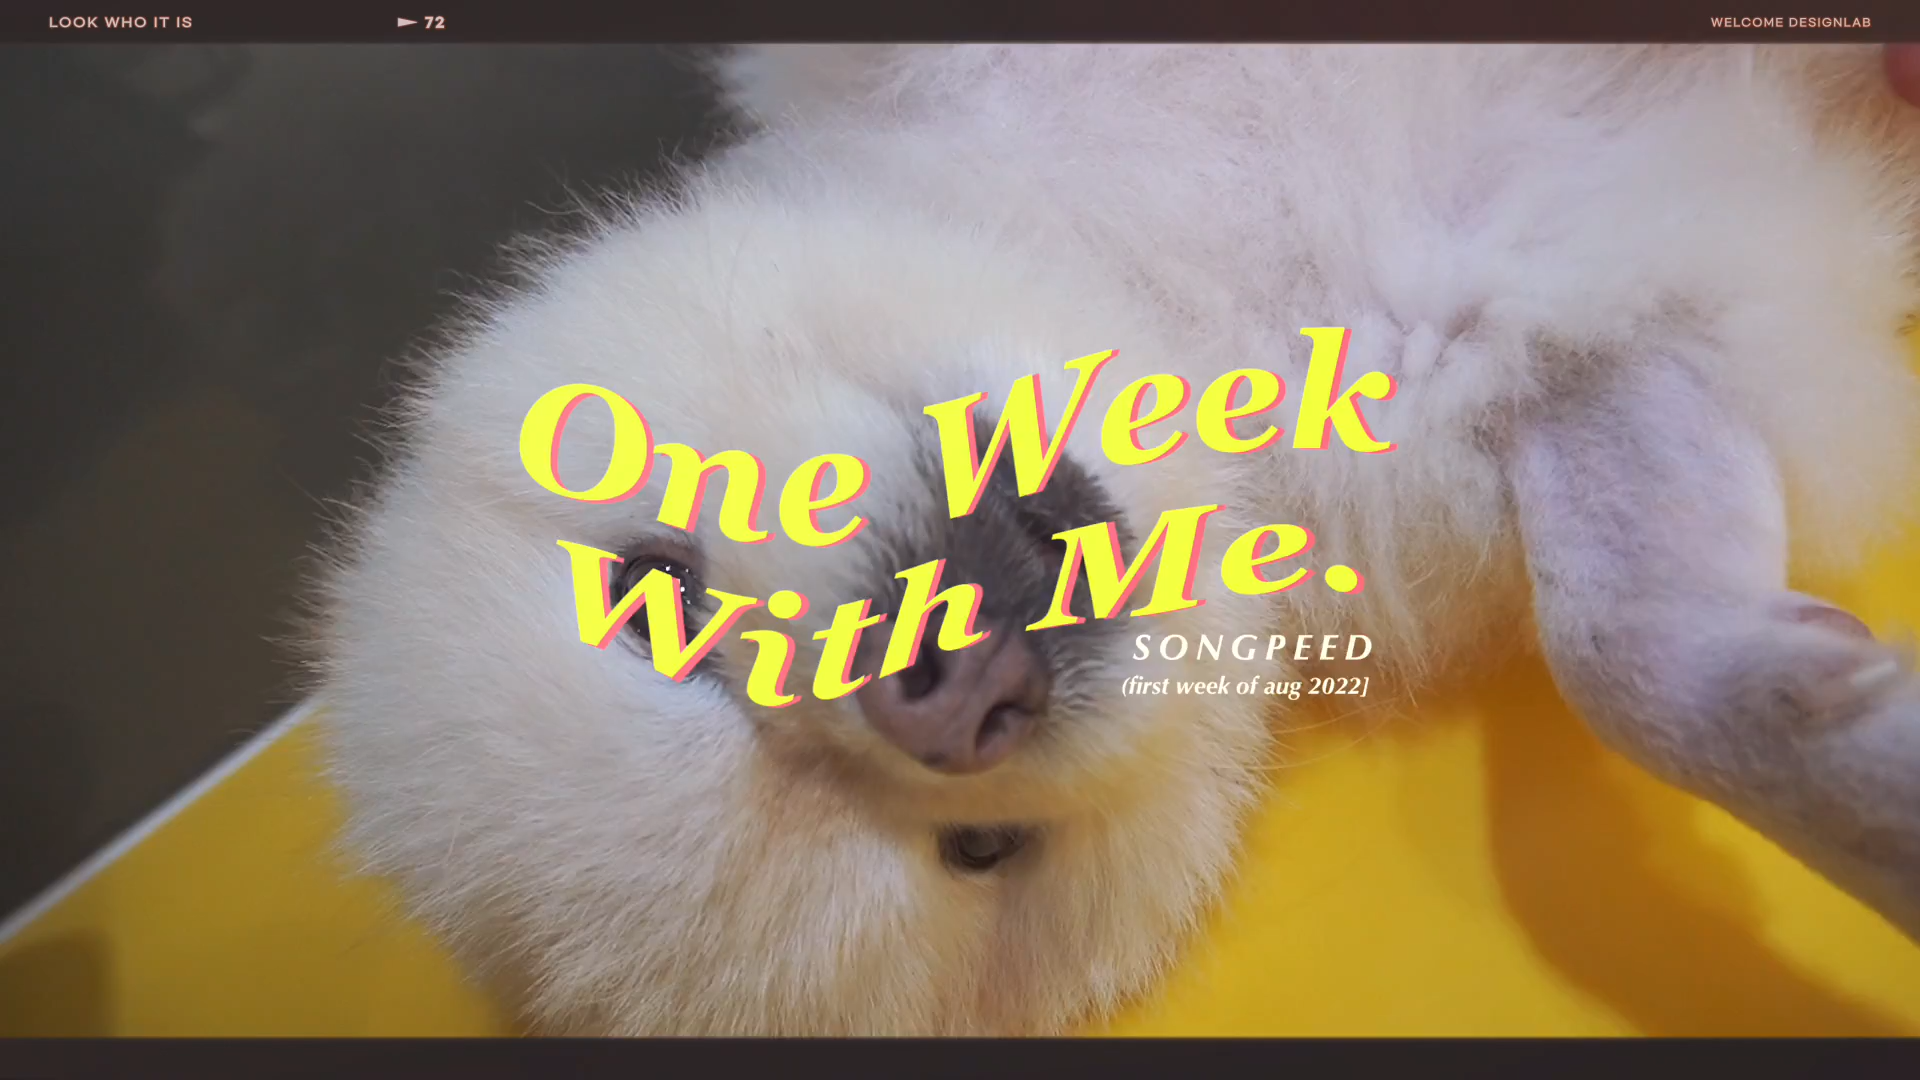 LOOK WHO IT IS
72
WELCOME DESIGNLAB
One Week
With Me.
SONGPEED
(first week of aug 2022]